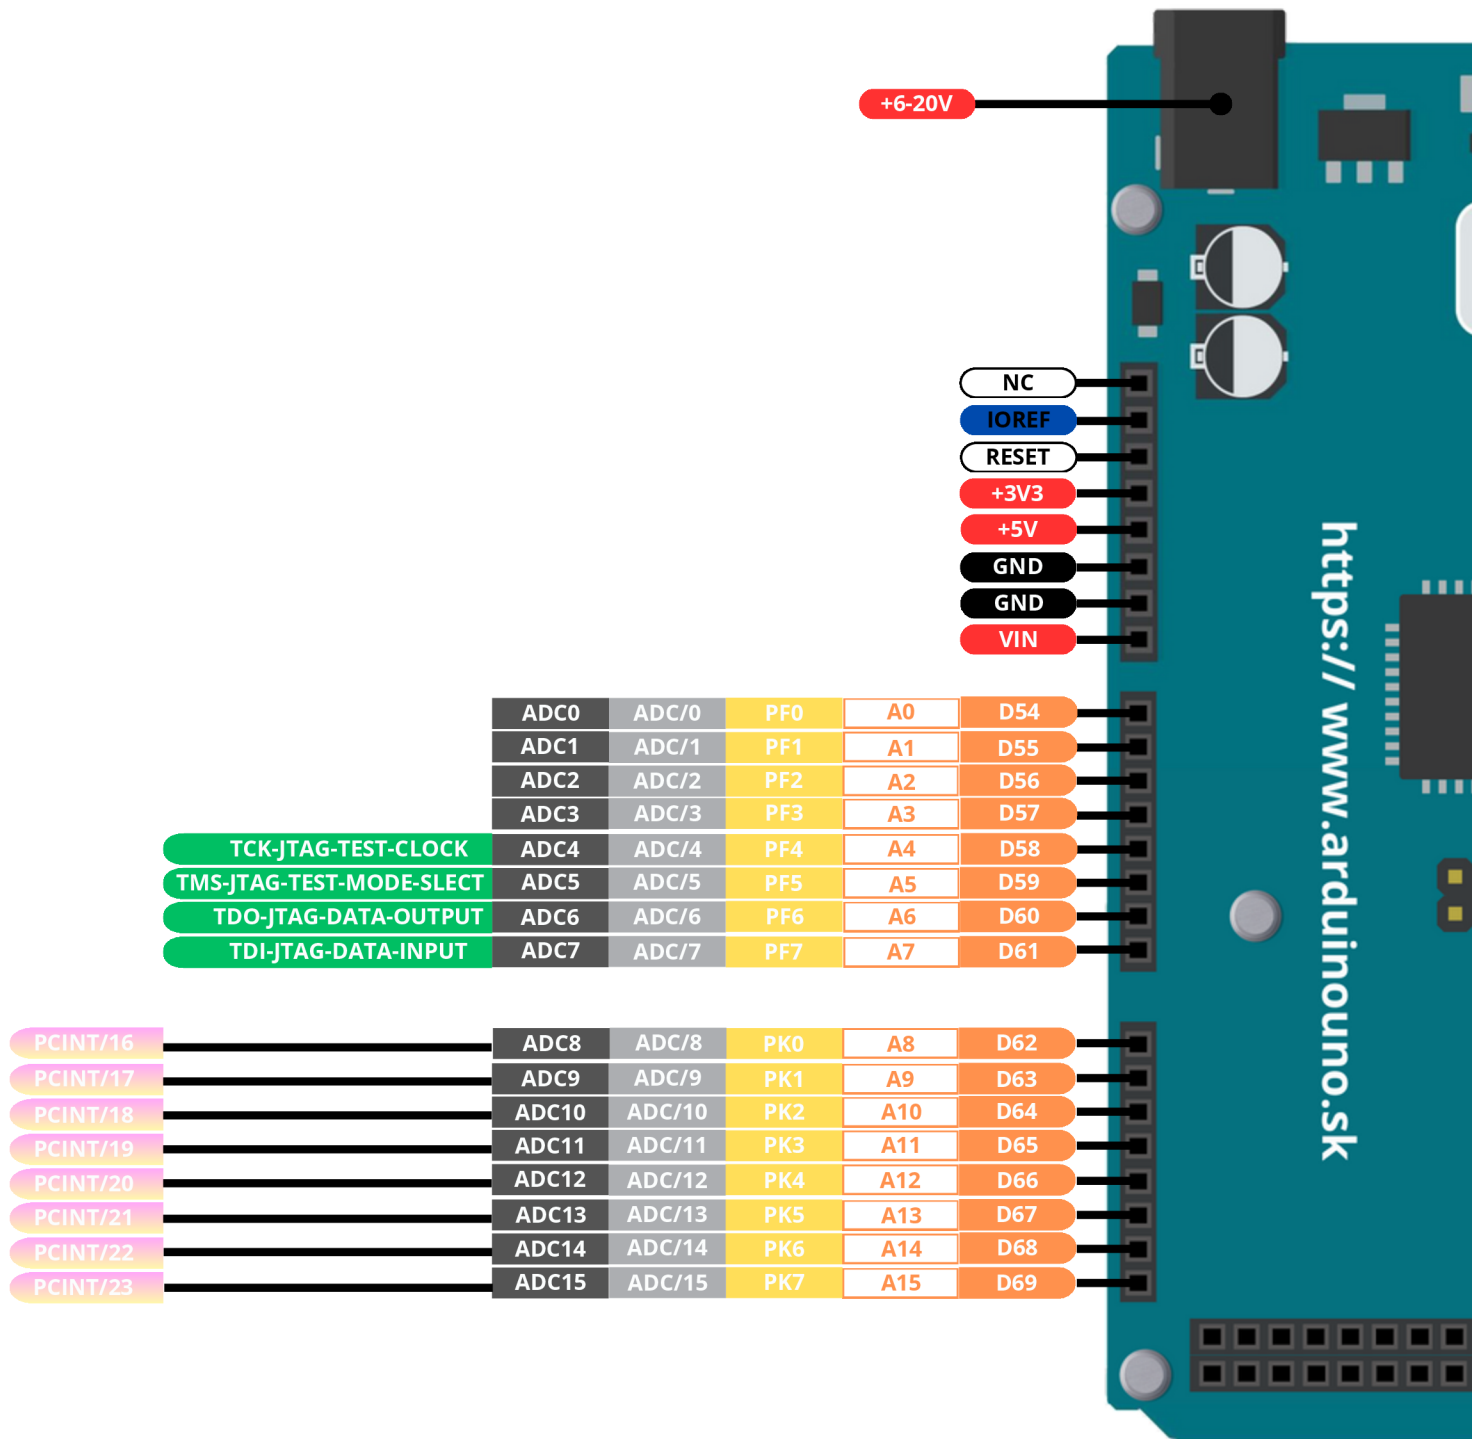 +6-20V
NC
IOREF
RESET
+3V3
+5V
GND
GND
VIN
ADC0 ADC/0 PF0 A0 D54
ADC1 ADC/1 PF1 A1 D55
ADC2 ADC/2 PF2 A2 D56
ADC3 ADC/3 PF3 A3 D57
TCK-JTAG-TEST-CLOCK ADC4 ADC/4 PF4 A4 D58
TMS-JTAG-TEST-MODE-SLECT ADC5 ADC/5 PF5 A5 D59
TDO-JTAG-DATA-OUTPUT ADC6 ADC/6 PF6 A6 D60
TDI-JTAG-DATA-INPUT ADC7 ADC/7 PF7 A7 D61
PCINT/16 ADC8 ADC/8 PK0 A8 D62
PCINT/17 ADC9 ADC/9 PK1 A9 D63
PCINT/18 ADC10 ADC/10 PK2 A10 D64
PCINT/19 ADC11 ADC/11 PK3 A11 D65
PCINT/20 ADC12 ADC/12 PK4 A12 D66
PCINT/21 ADC13 ADC/13 PK5 A13 D67
PCINT/22 ADC14 ADC/14 PK6 A14 D68
PCINT/23 ADC15 ADC/15 PK7 A15 D69
https:// www.arduinouno.sk